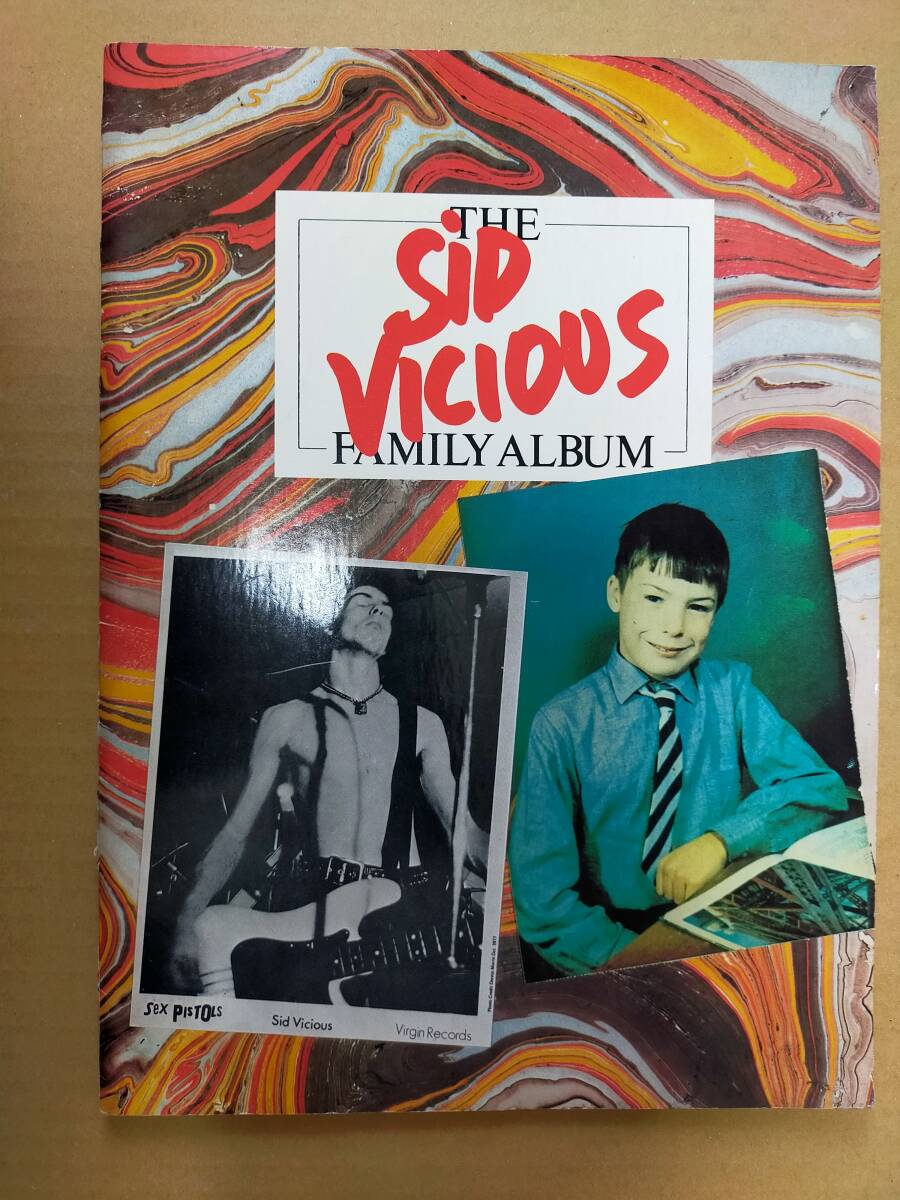 THE
SiD
VICIOUS
FAMILY ALBUM
SEX PISTOLS
Sid Vicious
Virgin Records